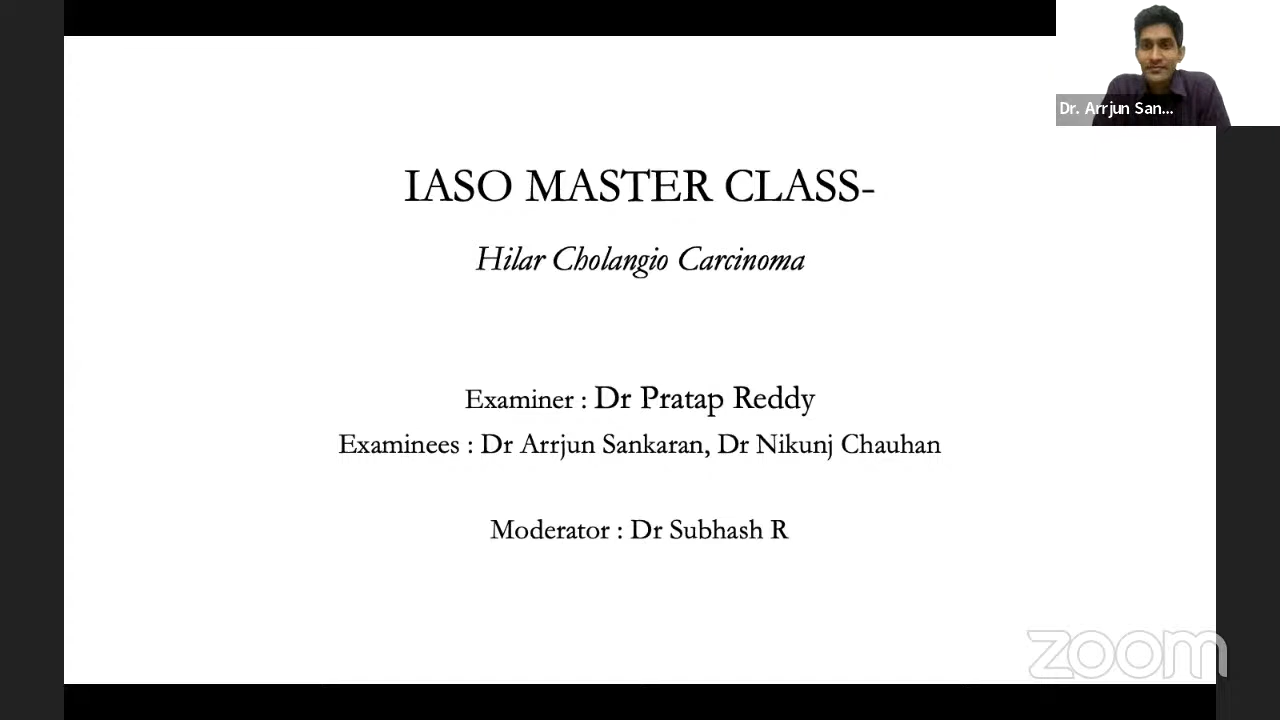 Dr. Arrjun San...
IASO MASTER CLASS-
Hilar Cholangio Carcinoma
Examiner : Dr Pratap Reddy
Examinees : Dr Arrjun Sankaran, Dr Nikunj Chauhan
Moderator : Dr Subhash R
zoom